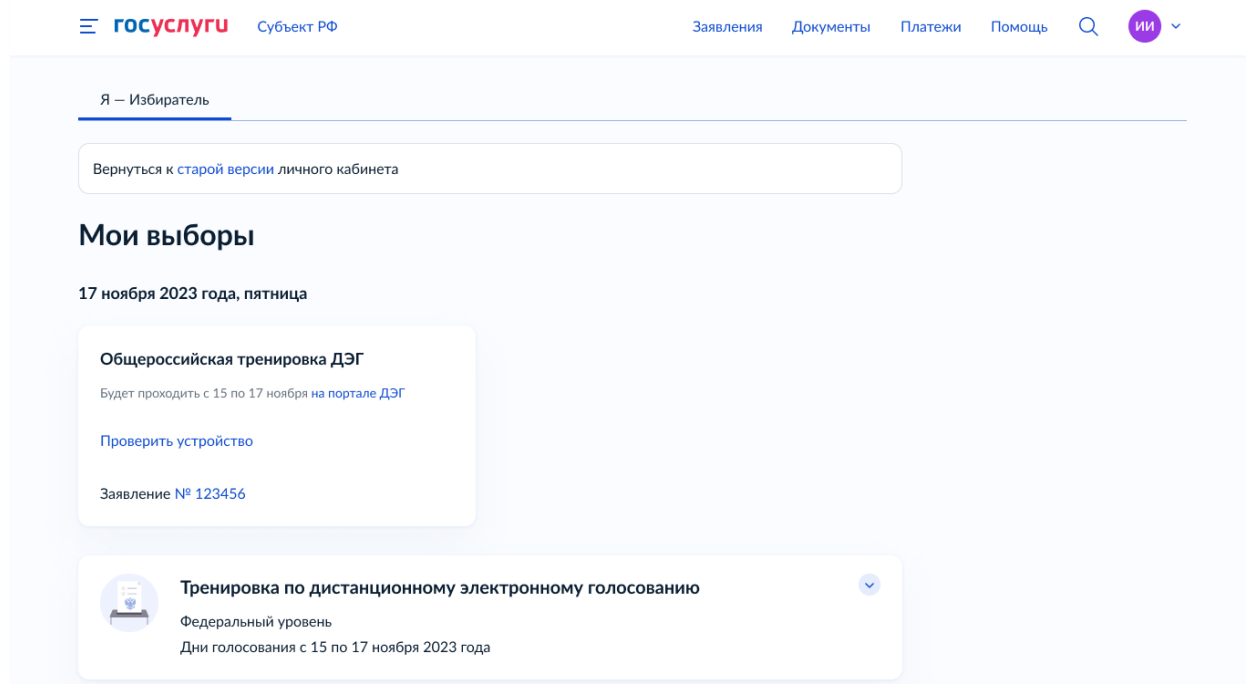 госуслуги Субъект РФ Заявления Документы Платежи Помощь ИИ
Я — Избиратель
Вернуться к старой версии личного кабинета
Мои выборы
17 ноября 2023 года, пятница
Общероссийская тренировка ДЭГ
Будет проходить с 15 по 17 ноября на портале ДЭГ
Проверить устройство
Заявление № 123456
Тренировка по дистанционному электронному голосованию
Федеральный уровень
Дни голосования с 15 по 17 ноября 2023 года